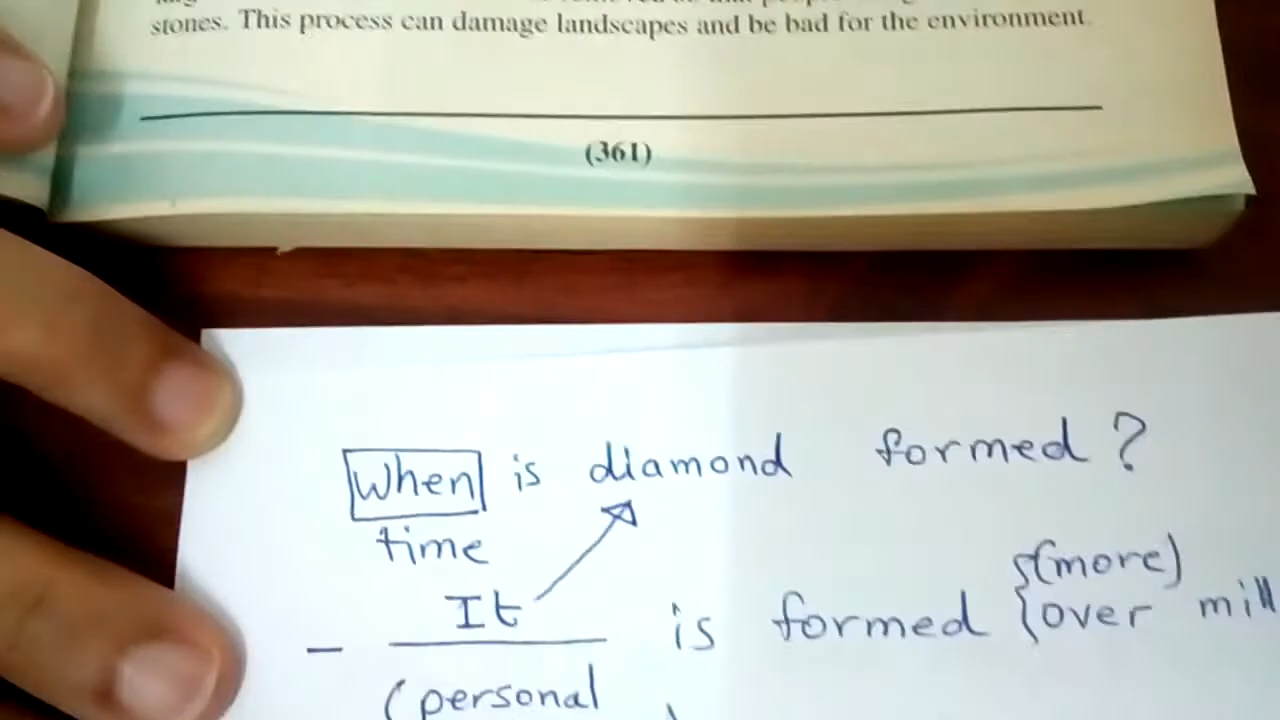 stones. This process can damage landscapes and be bad for the environment.
(361)
When is diamond formed?
time
(more)
It is formed over mill
(personal